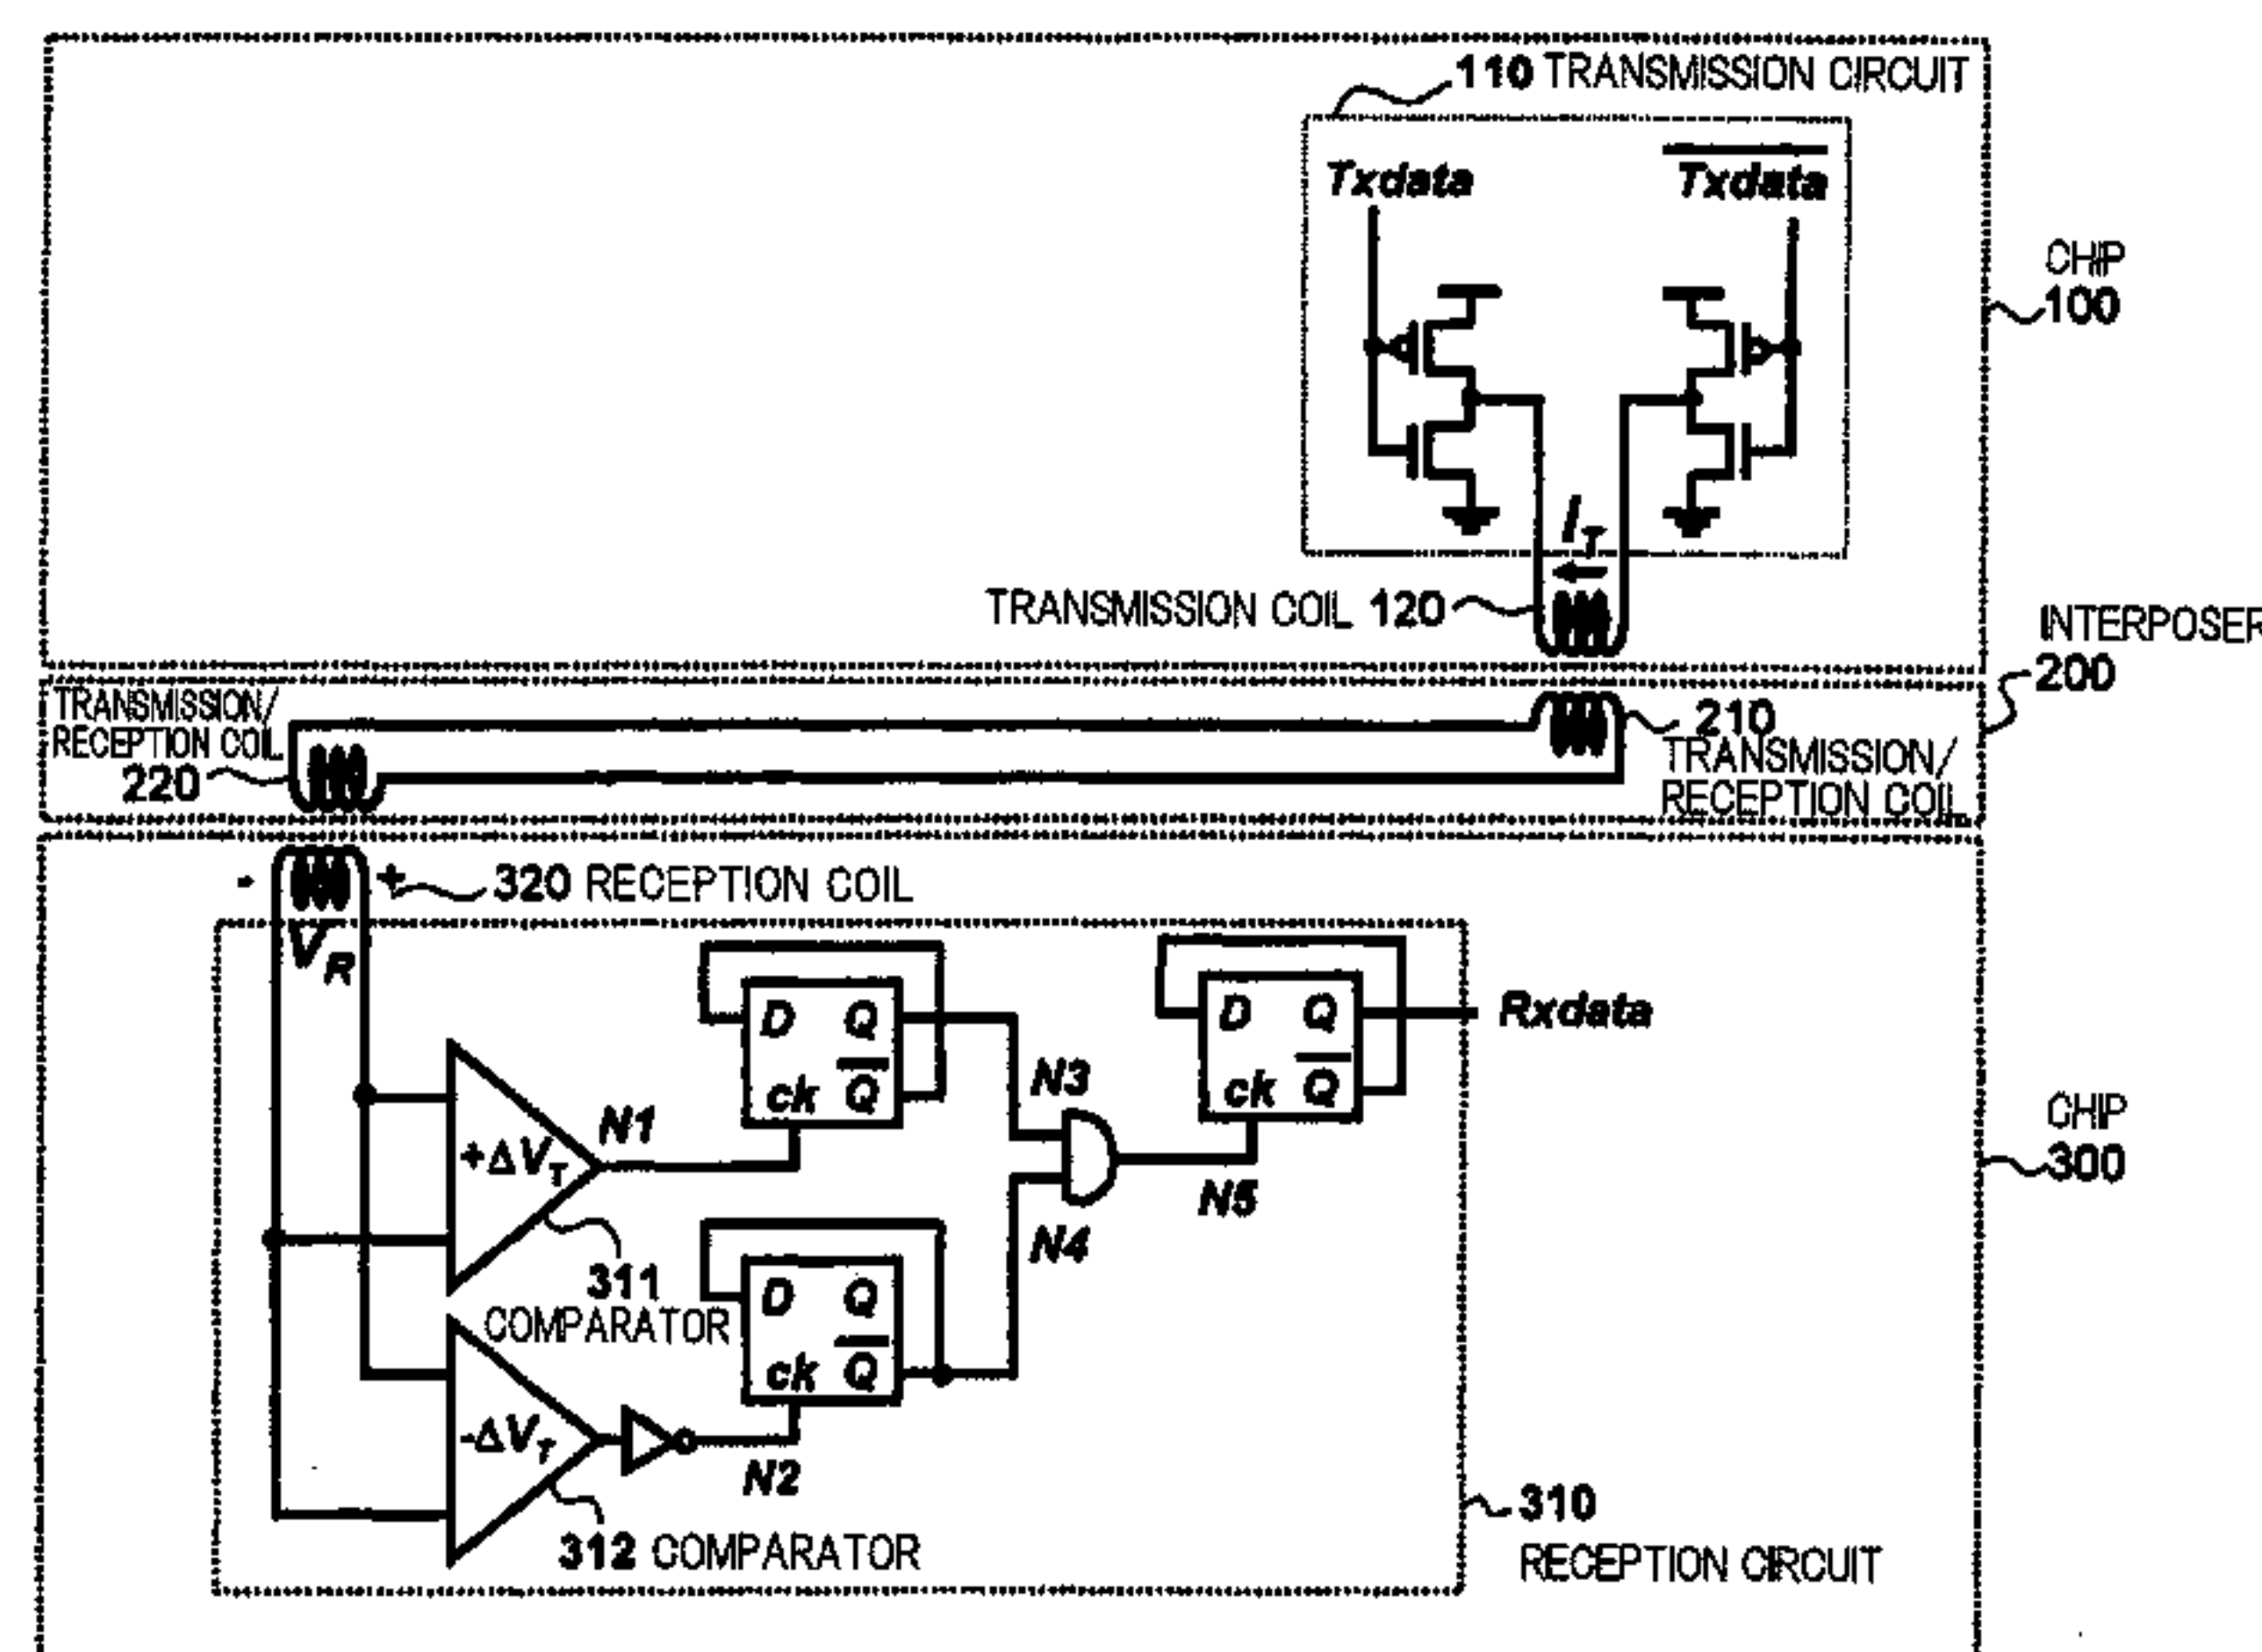 110 TRANSMISSION CIRCUIT
Txdata
Txdata
CHIP
100
I_T
TRANSMISSION COIL 120
INTERPOSER
200
TRANSMISSION/
RECEPTION COIL
220
210
TRANSMISSION/
RECEPTION COIL
- + 320 RECEPTION COIL
V_R
D Q
ck Q
N1
+ΔV_T
311
COMPARATOR
N3
N4
N5
D Q
ck Q
Rxdata
CHIP
300
D Q
ck Q
-ΔV_T
N2
312 COMPARATOR
310
RECEPTION CIRCUIT